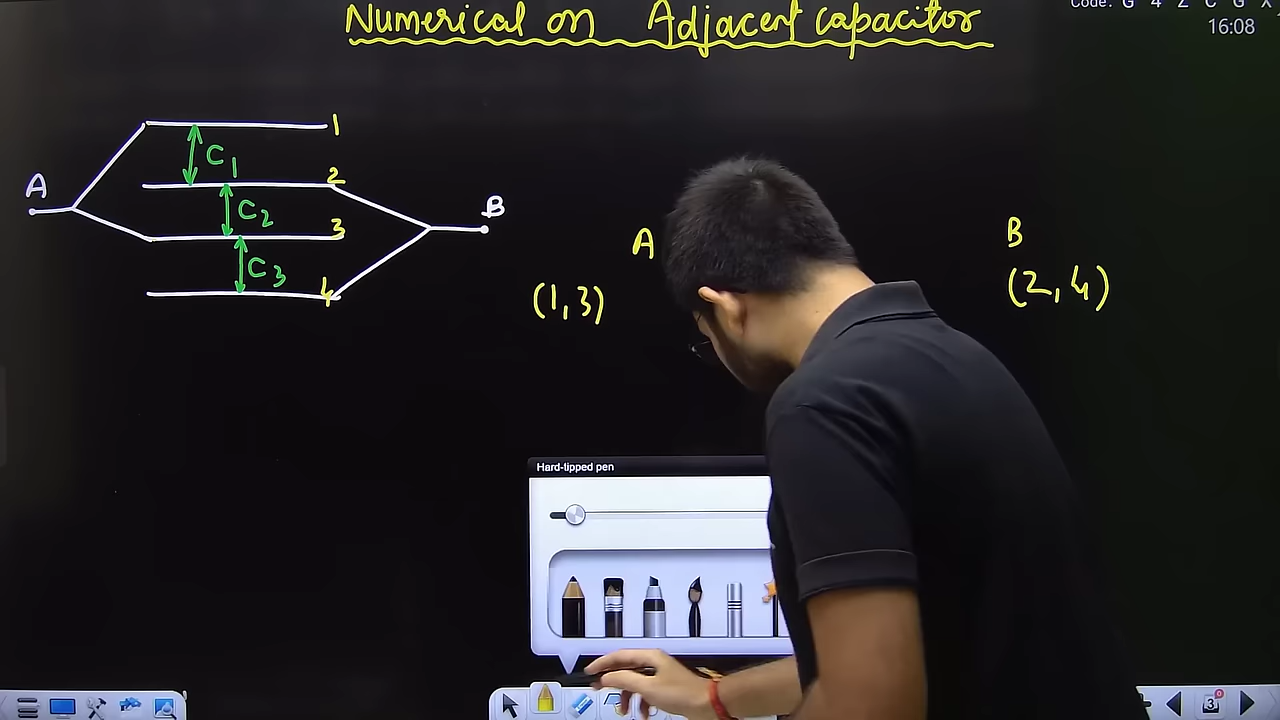 Numerical on Adjacent capacitor
Code: G 4 Z C G X
16:08
1
C1
A
2
B
C2
3
C3
4
A
B
(1,3)
(2,4)
Hard-tipped pen
3